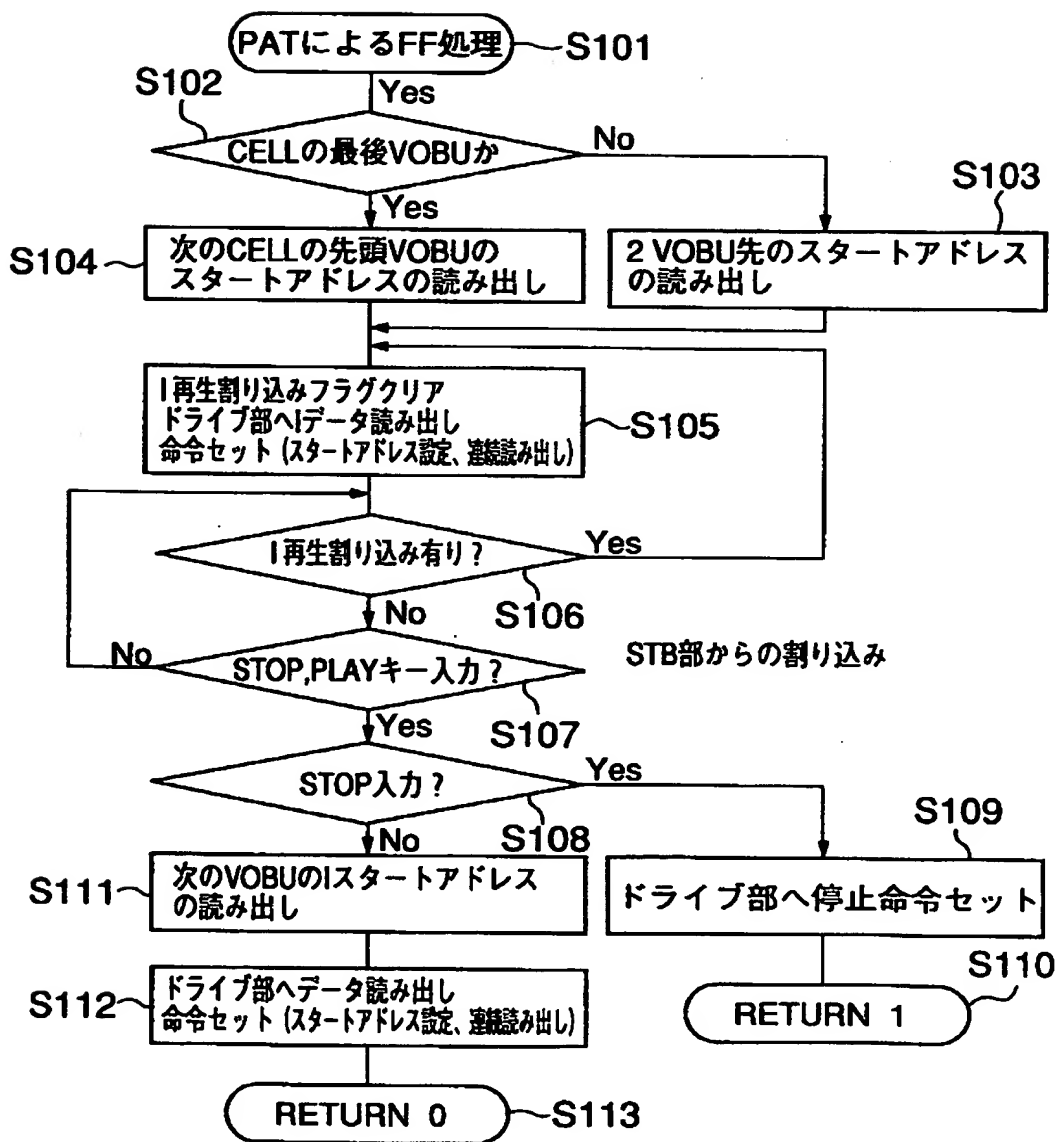 PATによるFF処理
S101
Yes
S102
CELLの最後VOBUか
No
Yes
S103
S104
次のCELLの先頭VOBUの
スタートアドレスの読み出し
2 VOBU先のスタートアドレス
の読み出し
I再生割り込みフラグクリア
ドライブ部へIデータ読み出し
命令セット (スタートアドレス設定、連続読み出し)
S105
I再生割り込み有り?
Yes
S106
No
STOP,PLAYキー入力?
No
STB部からの割り込み
S107
Yes
STOP入力?
Yes
S108
No
S109
S111
次のVOBUのIスタートアドレス
の読み出し
ドライブ部へ停止命令セット
S110
S112
ドライブ部へデータ読み出し
命令セット (スタートアドレス設定、連続読み出し)
RETURN 1
RETURN 0
S113